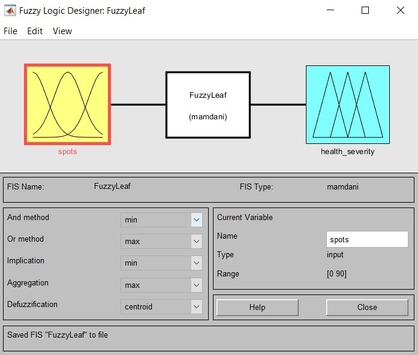 Fuzzy Logic Designer: FuzzyLeaf
File Edit View
FuzzyLeaf
(mamdani)
spots
health_severity
FIS Name: FuzzyLeaf FIS Type: mamdani
And method min
Or method max
Implication min
Aggregation max
Defuzzification centroid
Current Variable
Name spots
Type input
Range [0 90]
Help Close
Saved FIS "FuzzyLeaf" to file